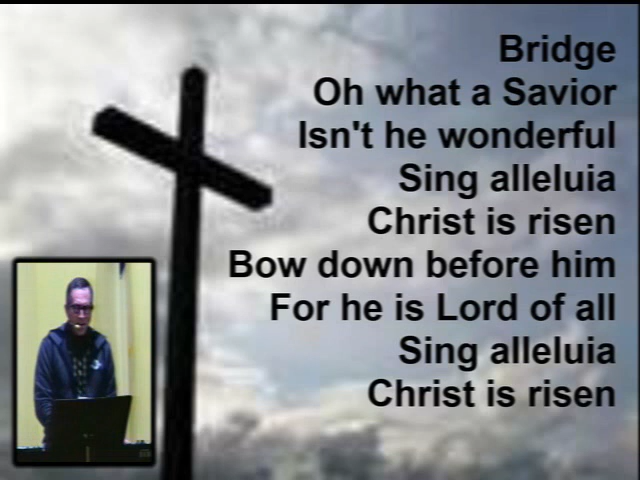 Bridge
Oh what a Savior
Isn't he wonderful
Sing alleluia
Christ is risen
Bow down before him
For he is Lord of all
Sing alleluia
Christ is risen